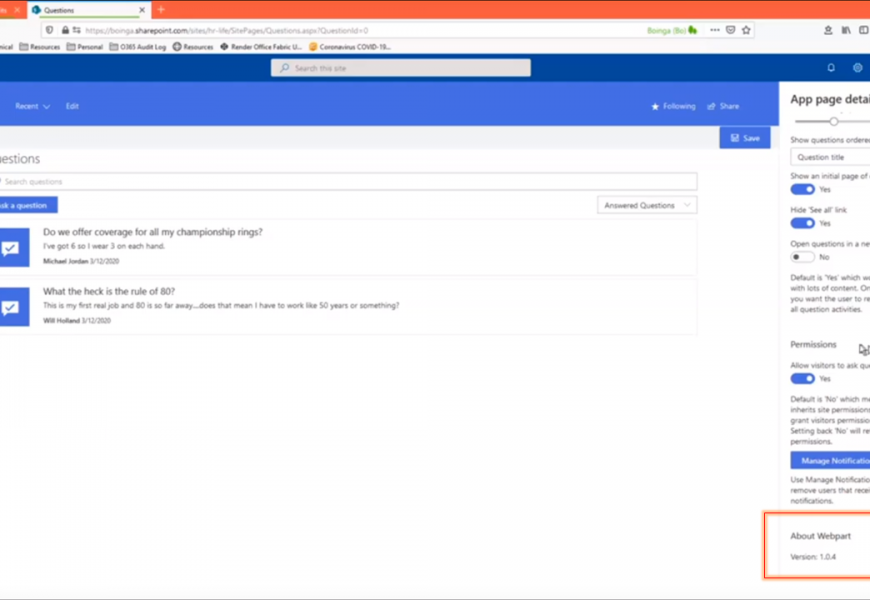 Questions
https://boinga.sharepoint.com/sites/hr-life/SitePages/Questions.aspx?QuestionId=0
Boinga (Bo)
Resources Personal O365 Audit Log Resources Render Office Fabric U... Coronavirus COVID-19...
Search this site
Recent Edit Following Share
Save
App page detai
uestions
Search questions
ask a question
Answered Questions
Do we offer coverage for all my championship rings?
I've got 6 so I wear 3 on each hand.
Michael Jordan 3/12/2020
What the heck is the rule of 80?
This is my first real job and 80 is so far away....does that mean I have to work like 50 years or something?
Will Holland 3/12/2020
Show questions ordere
Question title
Show an initial page of
Yes
Hide 'See all' link
Yes
Open questions in a ne
No
Default is 'Yes' which w
with lots of content. On
you want the user to re
all question activities.
Permissions
Allow visitors to ask qu
Yes
Default is 'No' which me
inherits site permissions
grant visitors permissio
Setting back 'No' will re
permissions.
Manage Notificatio
Use Manage Notificatio
remove users that recei
notifications.
About Webpart
Version: 1.0.4